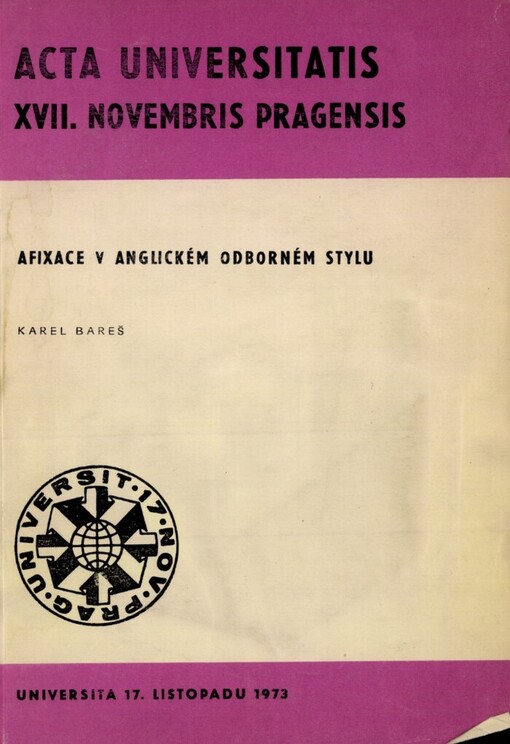 ACTA UNIVERSITATIS
XVII. NOVEMBRIS PRAGENSIS
AFIXACE V ANGLICKÉM ODBORNÉM STYLU
KAREL BAREŠ
UNIVERSIT·17·NOV·PRAG·
UNIVERSITA 17. LISTOPADU 1973